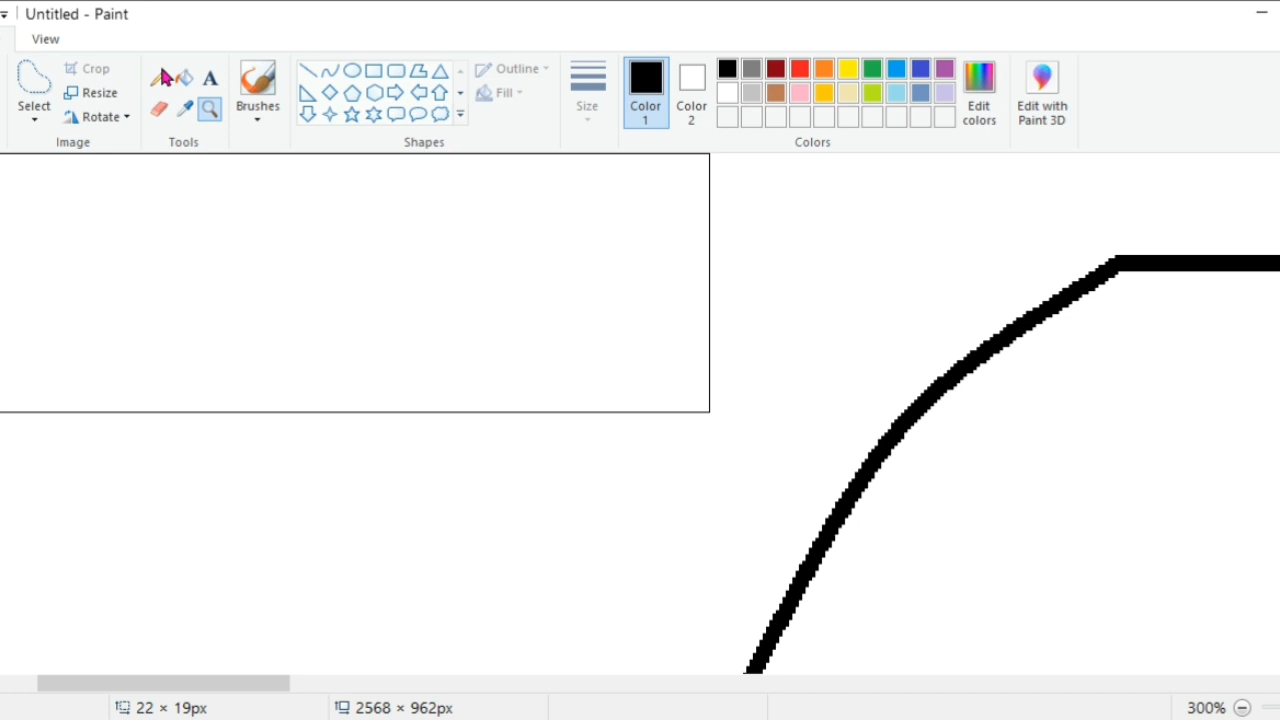 Untitled - Paint
View
Select
Crop
Resize
Rotate
Image
A
Tools
Brushes
Shapes
Outline
Fill
Size
Color
1
Color
2
Edit
colors
Colors
Edit with
Paint 3D
22 × 19px
2568 × 962px
300%